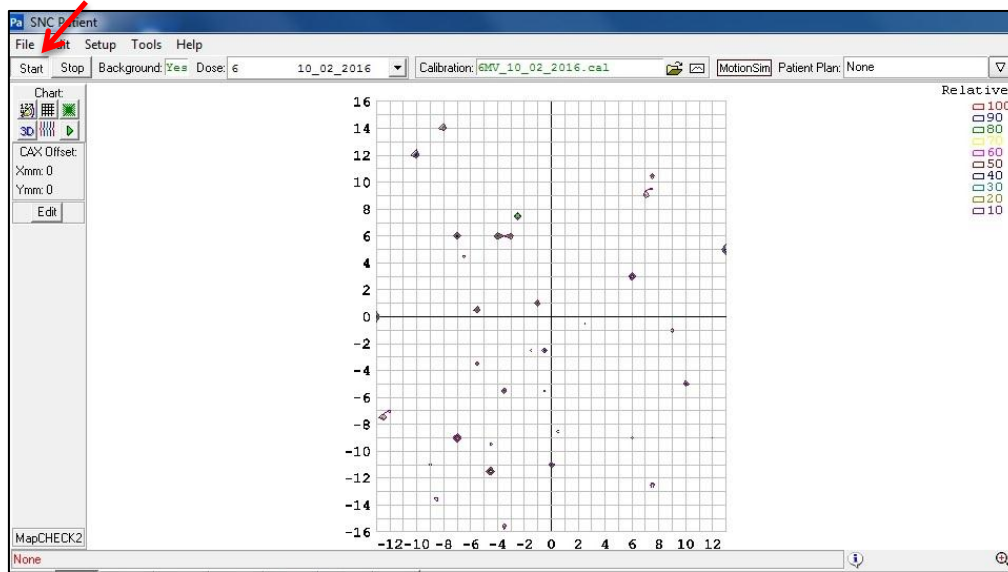 Pa SNC Patient
File Edit Setup Tools Help
Start Stop Background: Yes Dose: 6 10_02_2016 Calibration: 6MV_10_02_2016.cal MotionSim Patient Plan: None
Chart:
3D
CAX Offset:
Xmm: 0
Ymm: 0
Edit
MapCHECK2
None
16
14
12
10
8
6
4
2
0
-2
-4
-6
-8
-10
-12
-14
-16
-12 -10 -8 -6 -4 -2 0 2 4 6 8 10 12
Relative
100
90
80
70
60
50
40
30
20
10